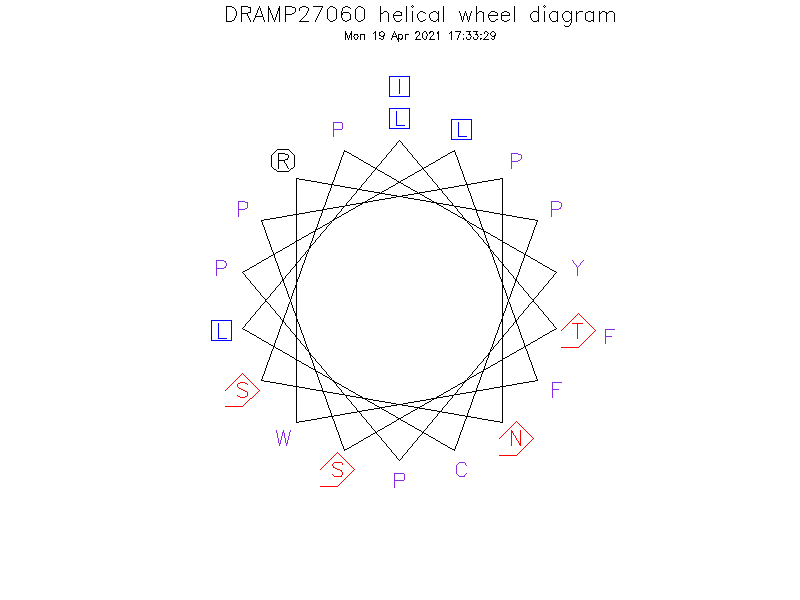 DRAMP27060 helical wheel diagram
Mon 19 Apr 2021 17:33:29
I
L
P L
R P
P P
P Y
L T F
S F
W N
S C
P